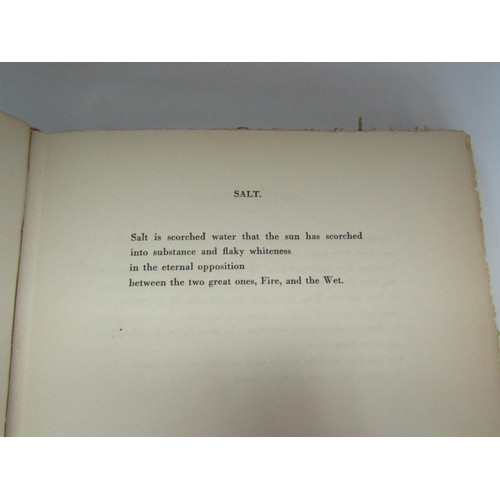 SALT.
Salt is scorched water that the sun has scorched
into substance and flaky whiteness
in the eternal opposition
between the two great ones, Fire, and the Wet.